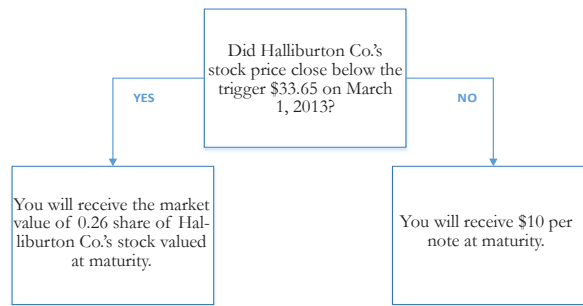 Did Halliburton Co.'s
stock price close below the
trigger $33.65 on March
1, 2013?
YES
NO
You will receive the market
value of 0.26 share of Hal-
liburton Co.'s stock valued
at maturity.
You will receive $10 per
note at maturity.